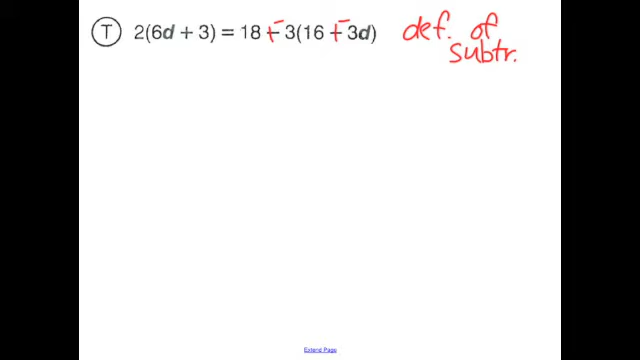 T 2(6d + 3) = 18 +⁻ 3(16 +⁻ 3d) def. of
subtr.
Extend Page